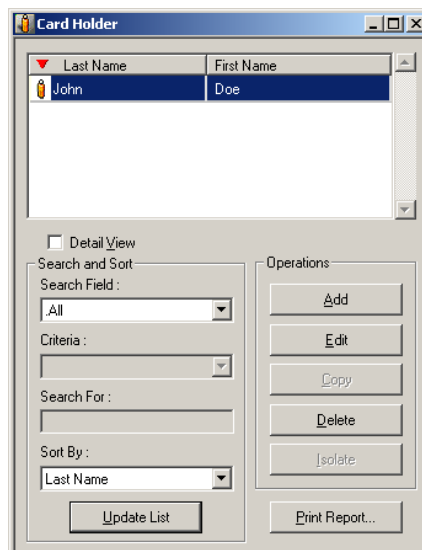 Card Holder
Last Name First Name
John Doe
Detail View
Search and Sort Operations
Search Field :
.All
Add
Criteria :
Edit
Copy
Search For :
Delete
Sort By :
Isolate
Last Name
Update List Print Report...